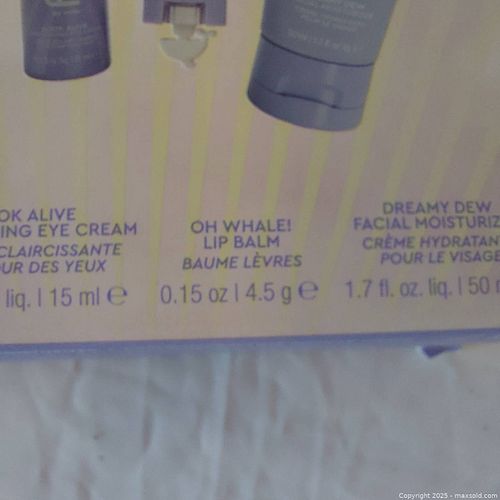 OK ALIVE
ING EYE CREAM
CLAIRCISSANTE
UR DES YEUX
liq. | 15 ml e
OH WHALE!
LIP BALM
BAUME LÈVRES
0.15 oz | 4.5 g e
DREAMY DEW
FACIAL MOISTURIZ
CRÈME HYDRATAN
POUR LE VISAGE
1.7 fl. oz. liq. | 50
Copyright © 2025 - maxsold.com